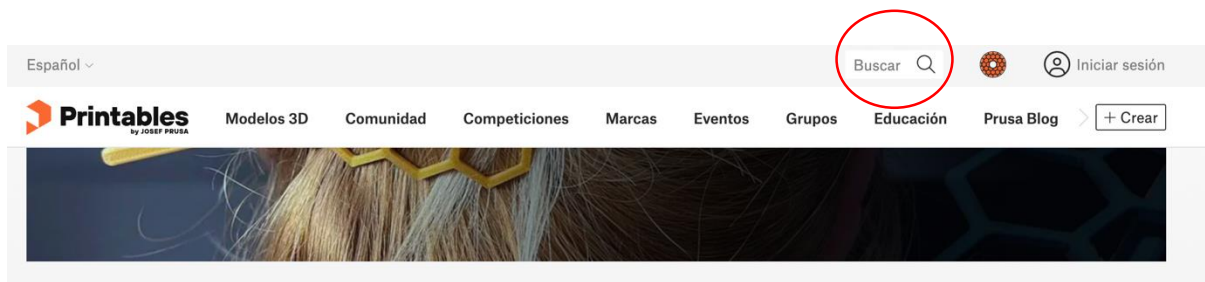 Español
Buscar
Iniciar sesión
Printables
by JOSEF PRUSA
Modelos 3D Comunidad Competiciones Marcas Eventos Grupos Educación Prusa Blog + Crear